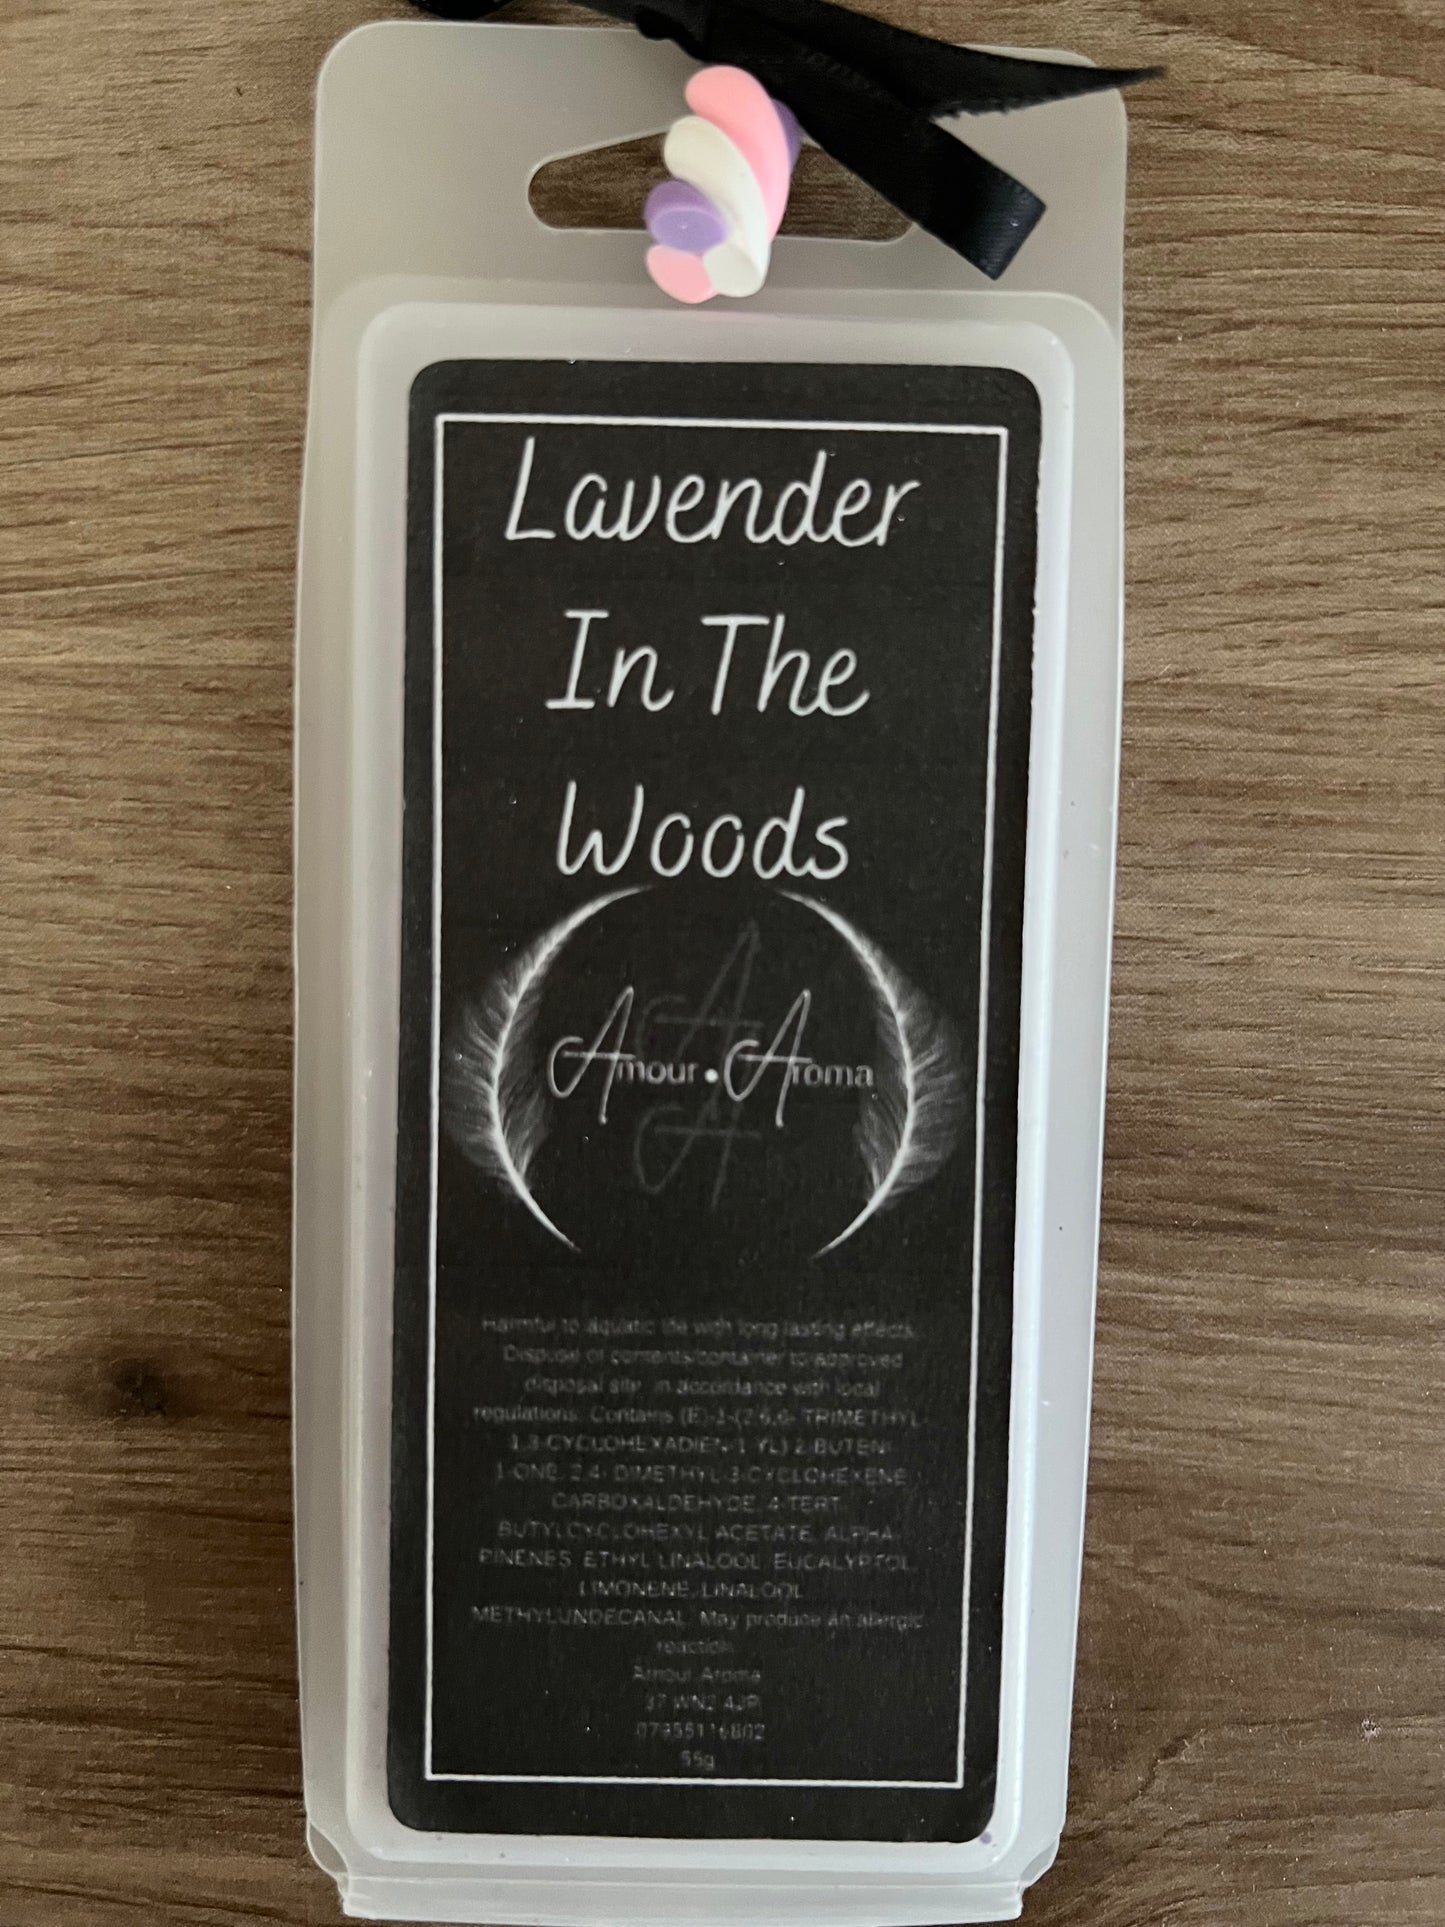 Lavender
In The
Woods
Amour • Aroma
Harmful to aquatic life with long lasting effects.
Dispose of contents/container to approved
disposal site, in accordance with local
regulations. Contains (E)-1-(2,6,6- TRIMETHYL-
1,3-CYCLOHEXADIEN-1-YL)-2-BUTEN-
1-ONE, 2,4- DIMETHYL-3-CYCLOHEXENE
CARBOXALDEHYDE, 4-TERT
BUTYLCYCLOHEXYL ACETATE, ALPHA
PINENES, ETHYL LINALOOL, EUCALYPTOL,
LIMONENE, LINALOOL
METHYLUNDECANAL. May produce an allergic
reaction.
Amour Aroma
37 WN2 4JP
55g